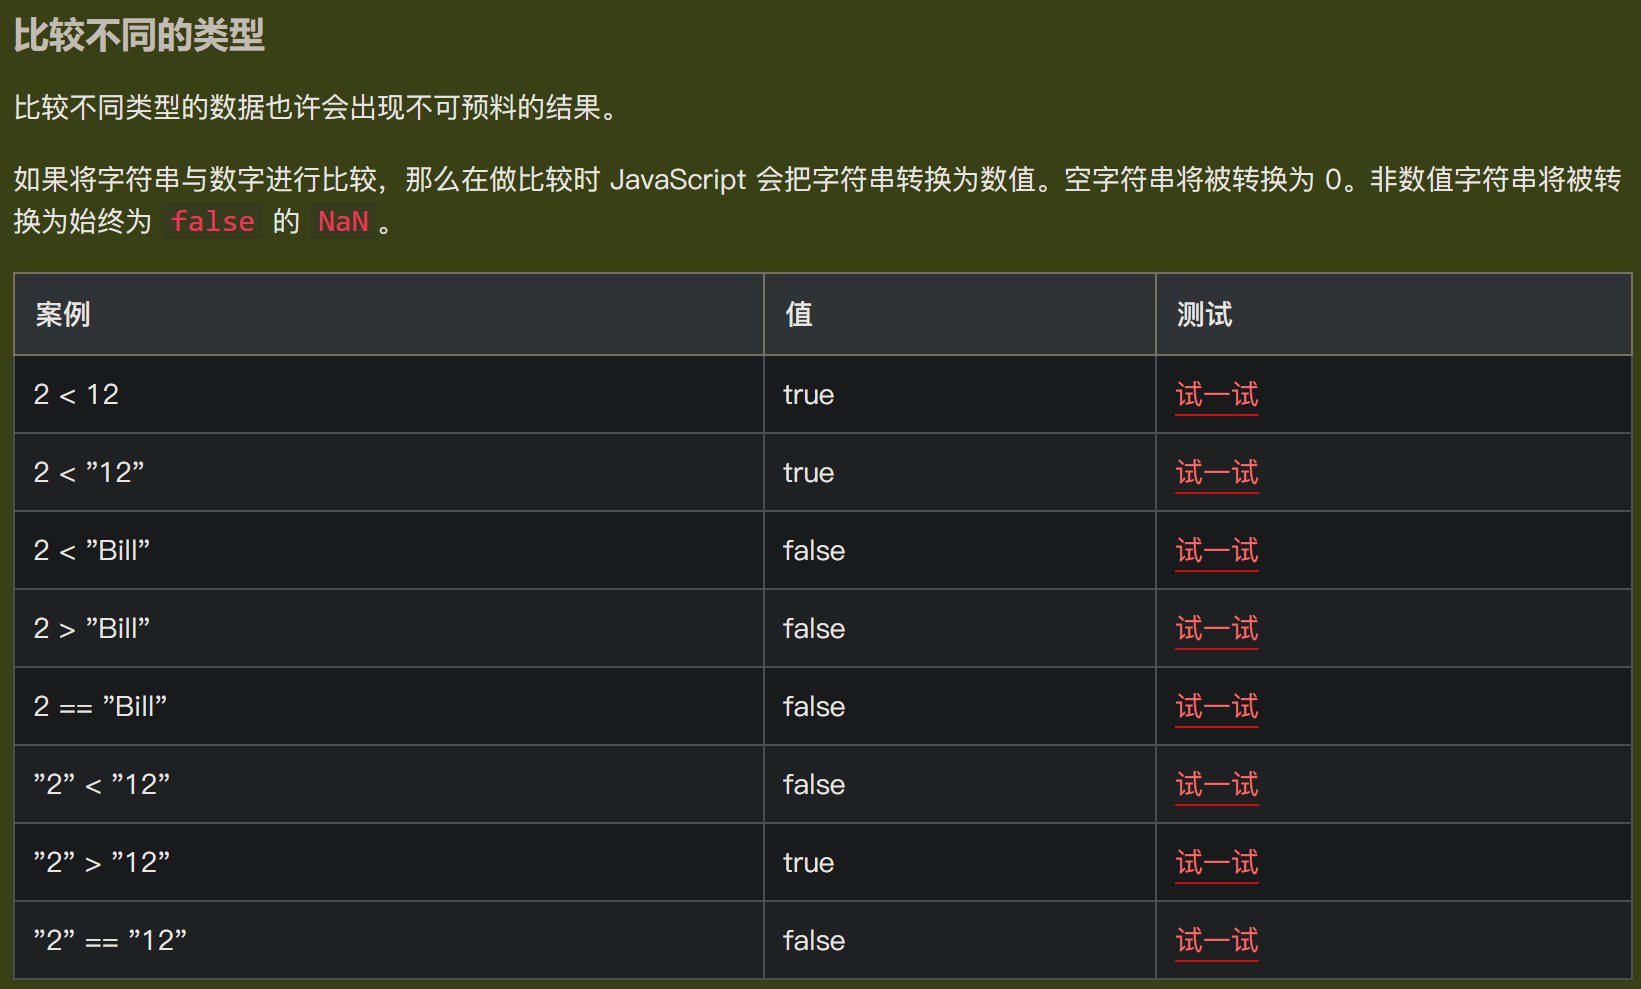 比较不同的类型
比较不同类型的数据也许会出现不可预料的结果。
如果将字符串与数字进行比较，那么在做比较时 JavaScript 会把字符串转换为数值。空字符串将被转换为 0。非数值字符串将被转
换为始终为 false 的 NaN。
案例 值 测试
2 < 12 true 试一试
2 < ”12” true 试一试
2 < ”Bill” false 试一试
2 > ”Bill” false 试一试
2 == ”Bill” false 试一试
”2” < ”12” false 试一试
”2” > ”12” true 试一试
”2” == ”12” false 试一试